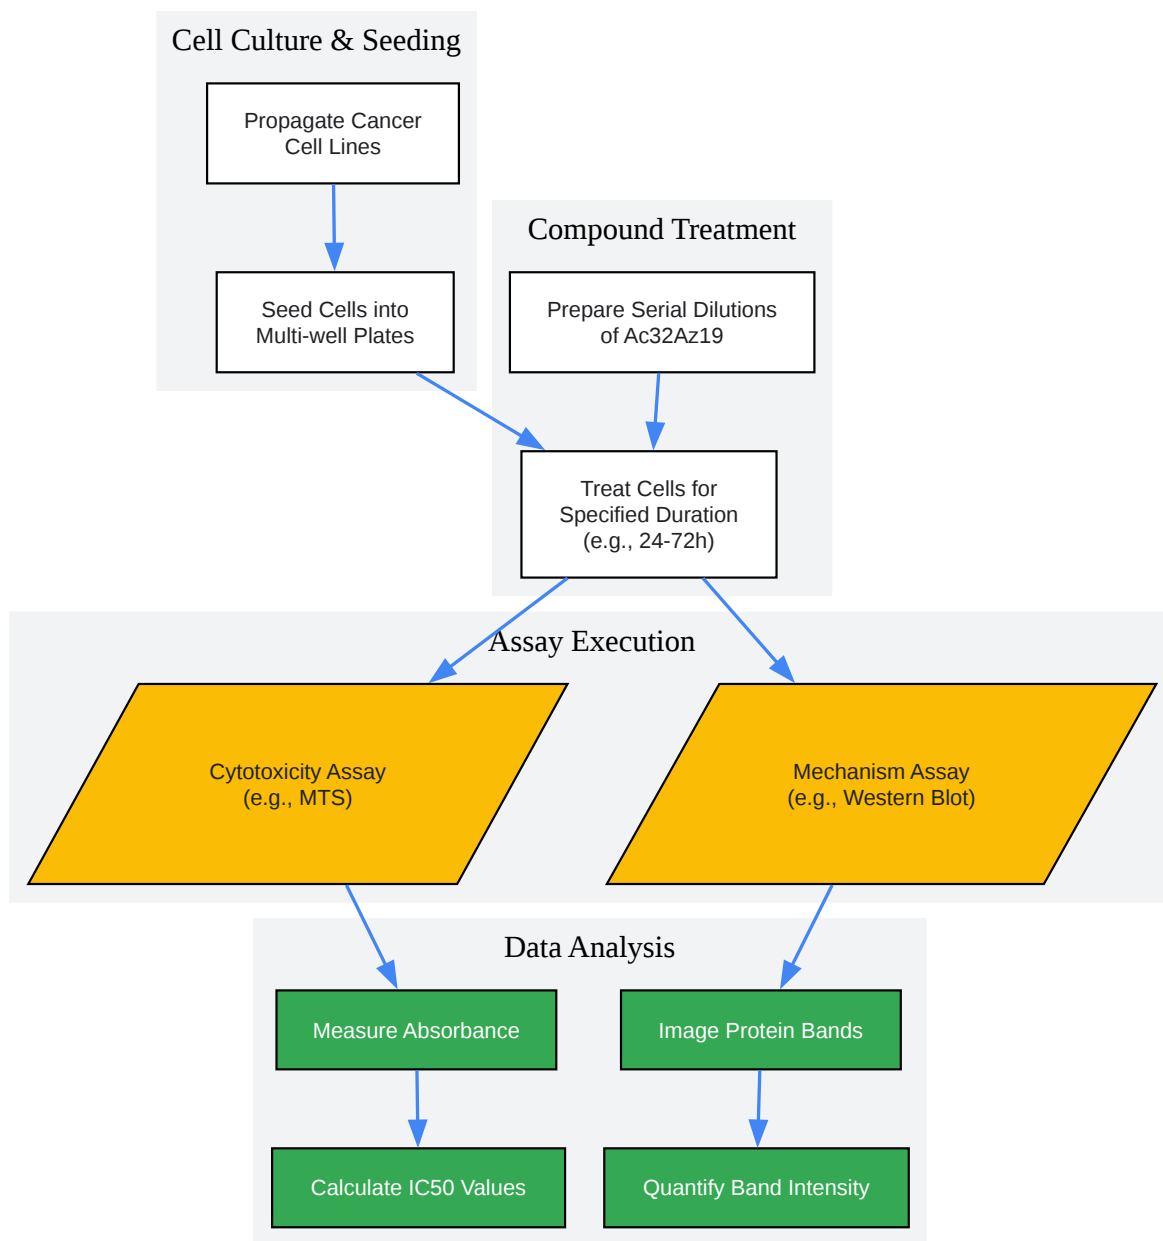 Cell Culture & Seeding
Propagate Cancer
Cell Lines
Seed Cells into
Multi-well Plates
Compound Treatment
Prepare Serial Dilutions
of Ac32Az19
Treat Cells for
Specified Duration
(e.g., 24-72h)
Assay Execution
Cytotoxicity Assay
(e.g., MTS)
Mechanism Assay
(e.g., Western Blot)
Data Analysis
Measure Absorbance
Image Protein Bands
Calculate IC50 Values
Quantify Band Intensity